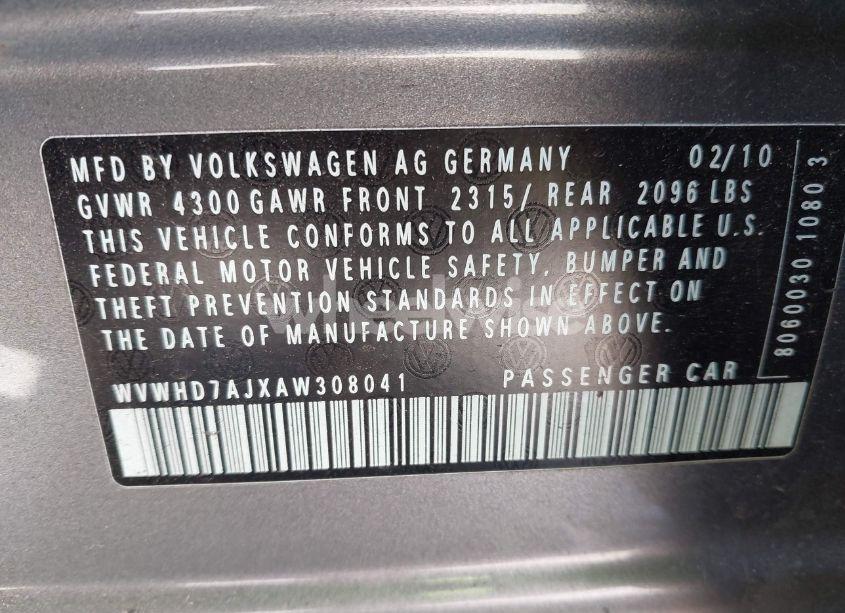 MFD BY VOLKSWAGEN AG GERMANY 02/10
GVWR 4300 GAWR FRONT 2315/ REAR 2096 LBS
THIS VEHICLE CONFORMS TO ALL APPLICABLE U.S.
FEDERAL MOTOR VEHICLE SAFETY, BUMPER AND
THEFT PREVENTION STANDARDS IN EFFECT ON
THE DATE OF MANUFACTURE SHOWN ABOVE.
WVWHD7AJXAW308041 PASSENGER CAR
8060030 1080 3